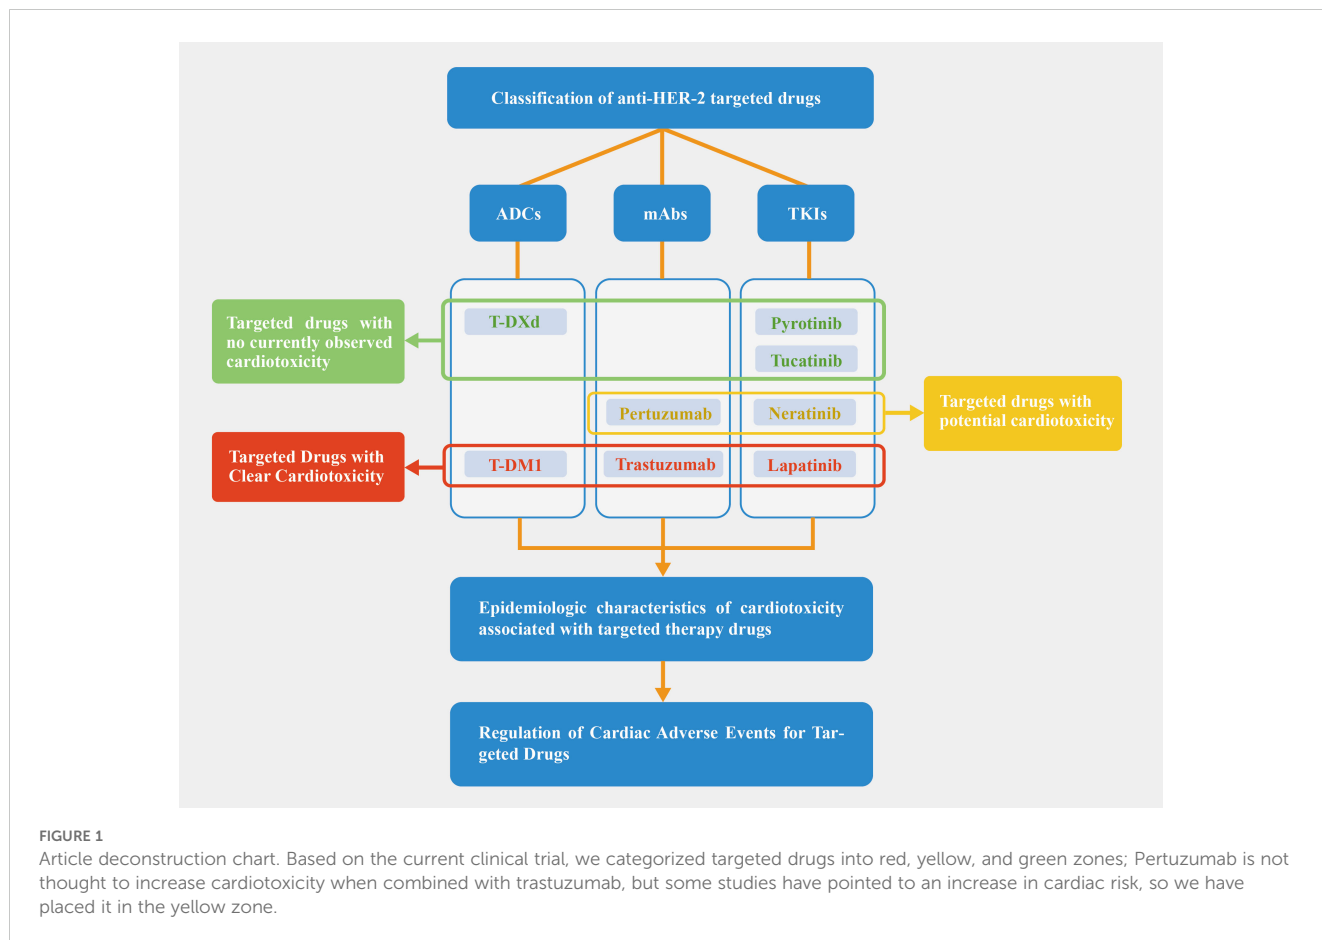 Classification of anti-HER-2 targeted drugs
ADCs
mAbs
TKIs
Targeted drugs with
no currently observed
cardiotoxicity
T-DXd
Pyrotinib
Tucatinib
Pertuzumab
Neratinib
Targeted drugs with
potential cardiotoxicity
Targeted Drugs with
Clear Cardiotoxicity
T-DM1
Trastuzumab
Lapatinib
Epidemiologic characteristics of cardiotoxicity
associated with targeted therapy drugs
Regulation of Cardiac Adverse Events for Tar-
geted Drugs
FIGURE 1
Article deconstruction chart. Based on the current clinical trial, we categorized targeted drugs into red, yellow, and green zones; Pertuzumab is not
thought to increase cardiotoxicity when combined with trastuzumab, but some studies have pointed to an increase in cardiac risk, so we have
placed it in the yellow zone.